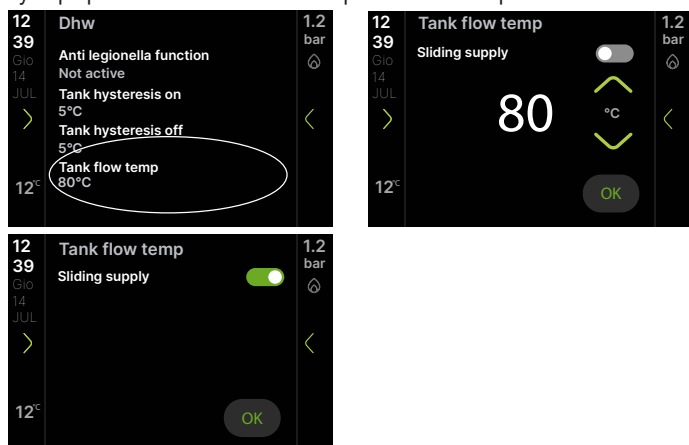 12
39
Gio
14
JUL
12°C
Dhw
Anti legionella function
Not active
Tank hysteresis on
5°C
Tank hysteresis off
5°C
Tank flow temp
80°C
1.2
bar
12
39
Gio
14
JUL
12°C
Tank flow temp
Sliding supply
80
°C
OK
1.2
bar
12
39
Gio
14
JUL
12°C
Tank flow temp
Sliding supply
OK
1.2
bar